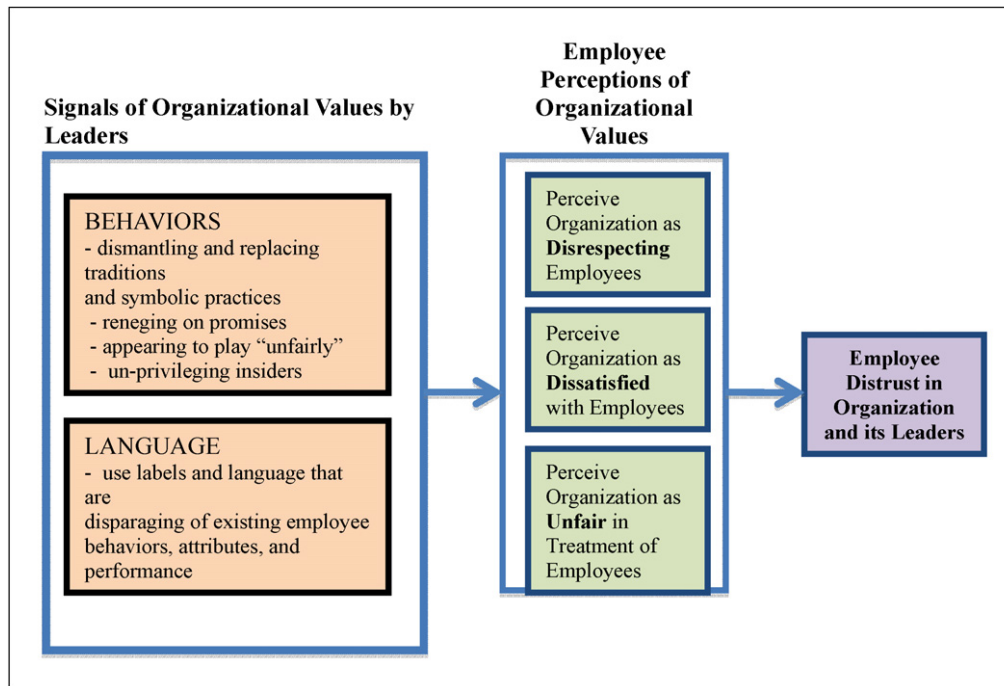 Signals of Organizational Values by
Leaders
BEHAVIORS
- dismantling and replacing
traditions
and symbolic practices
- reneging on promises
- appearing to play “unfairly”
- un-privileging insiders
LANGUAGE
- use labels and language that
are
disparaging of existing employee
behaviors, attributes, and
performance
Employee
Perceptions of
Organizational
Values
Perceive
Organization as
Disrespecting
Employees
Perceive
Organization as
Dissatisfied
with Employees
Perceive
Organization as
Unfair in
Treatment of
Employees
Employee
Distrust in
Organization
and its Leaders